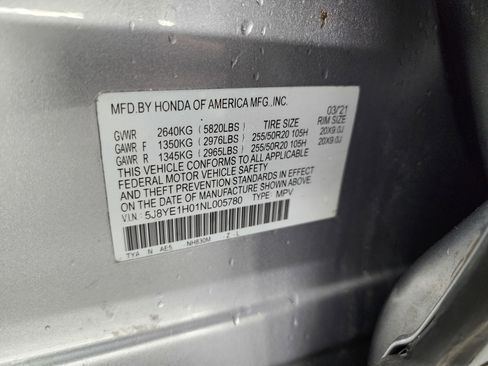 MFD.BY HONDA OF AMERICA MFG.,INC. 03/'21
TIRE SIZE RIM SIZE
GVWR 2640KG (5820LBS)
GAWR F 1350KG (2976LBS) 255/50R20 105H 20X9.0J
GAWR R 1345KG (2965LBS) 255/50R20 105H 20X9.0J
THIS VEHICLE CONFORMS TO ALL APPLICABLE
FEDERAL MOTOR VEHICLE SAFETY
AND THEFT PREVENTION STANDARDS IN EFFECT
ON THE DATE OF MANUFACTURE SHOWN ABOVE.
V.I.N.: 5J8YE1H01NL005780 TYPE: MPV
TYA N AE5 NH830M Z - L